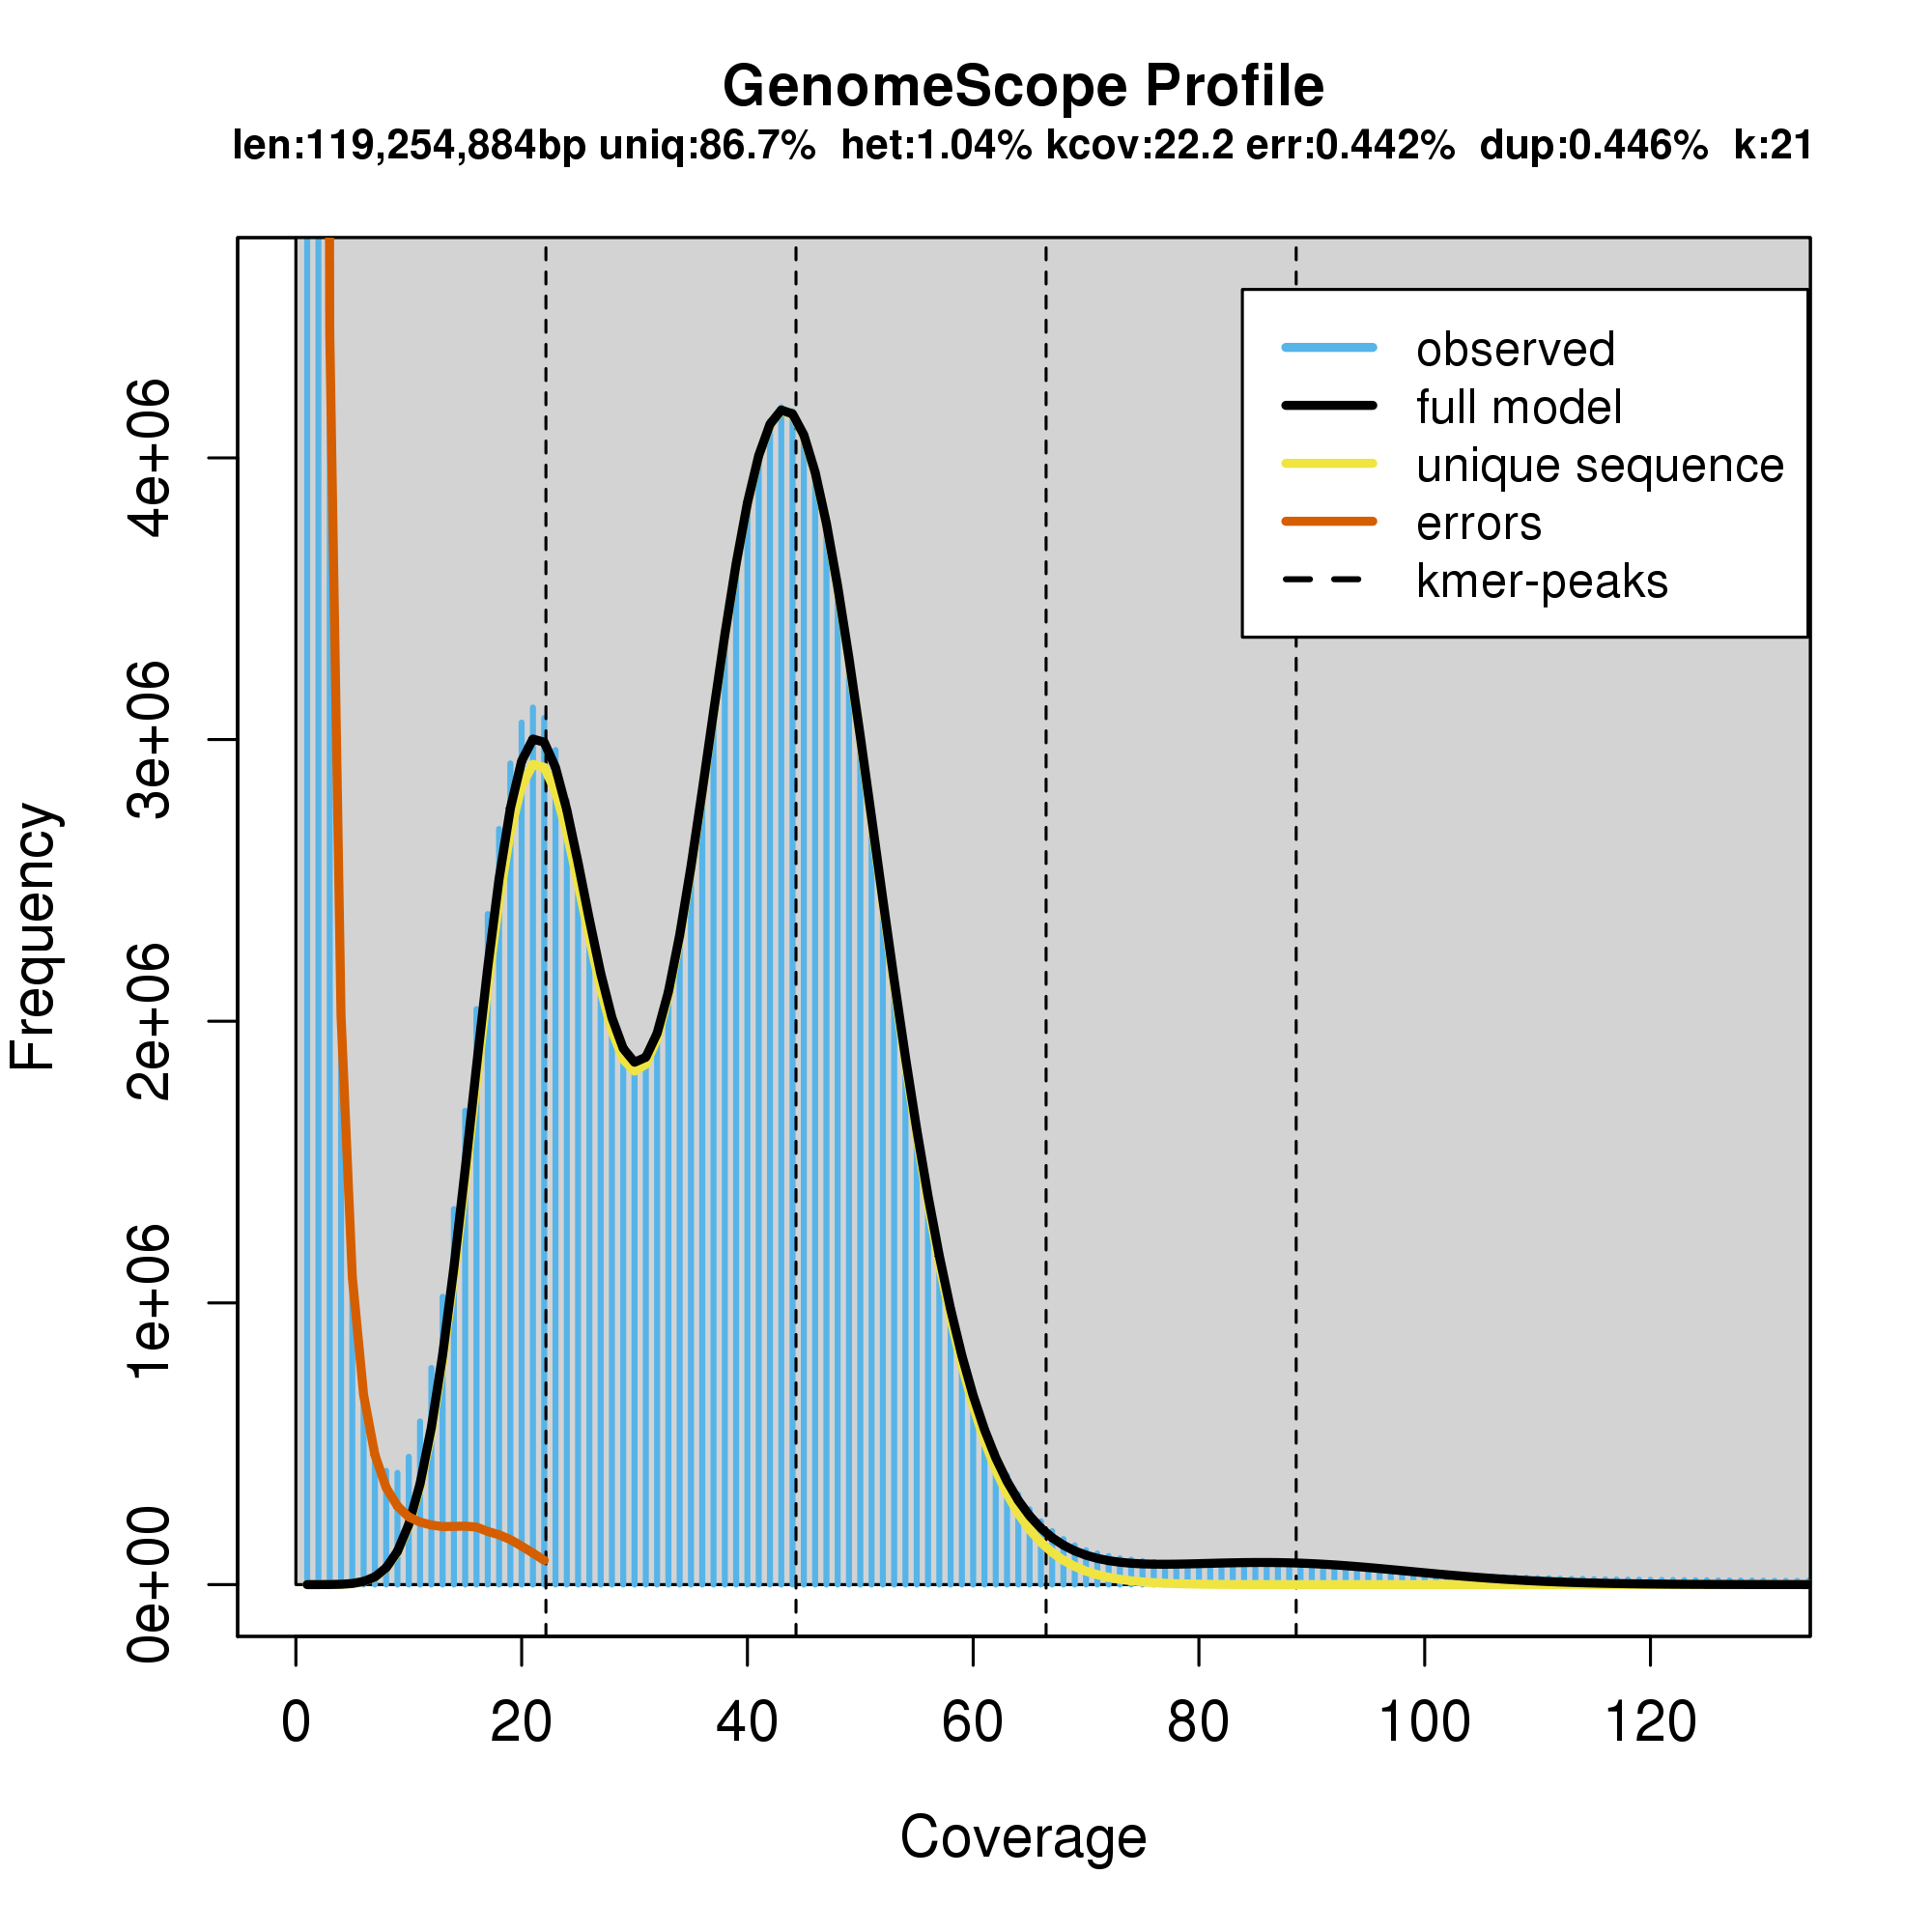 GenomeScope Profile
len:119,254,884bp uniq:86.7% het:1.04% kcov:22.2 err:0.442% dup:0.446% k:21
observed
full model
unique sequence
errors
kmer-peaks
Frequency
4e+06
3e+06
2e+06
1e+06
0e+00
0 20 40 60 80 100 120
Coverage